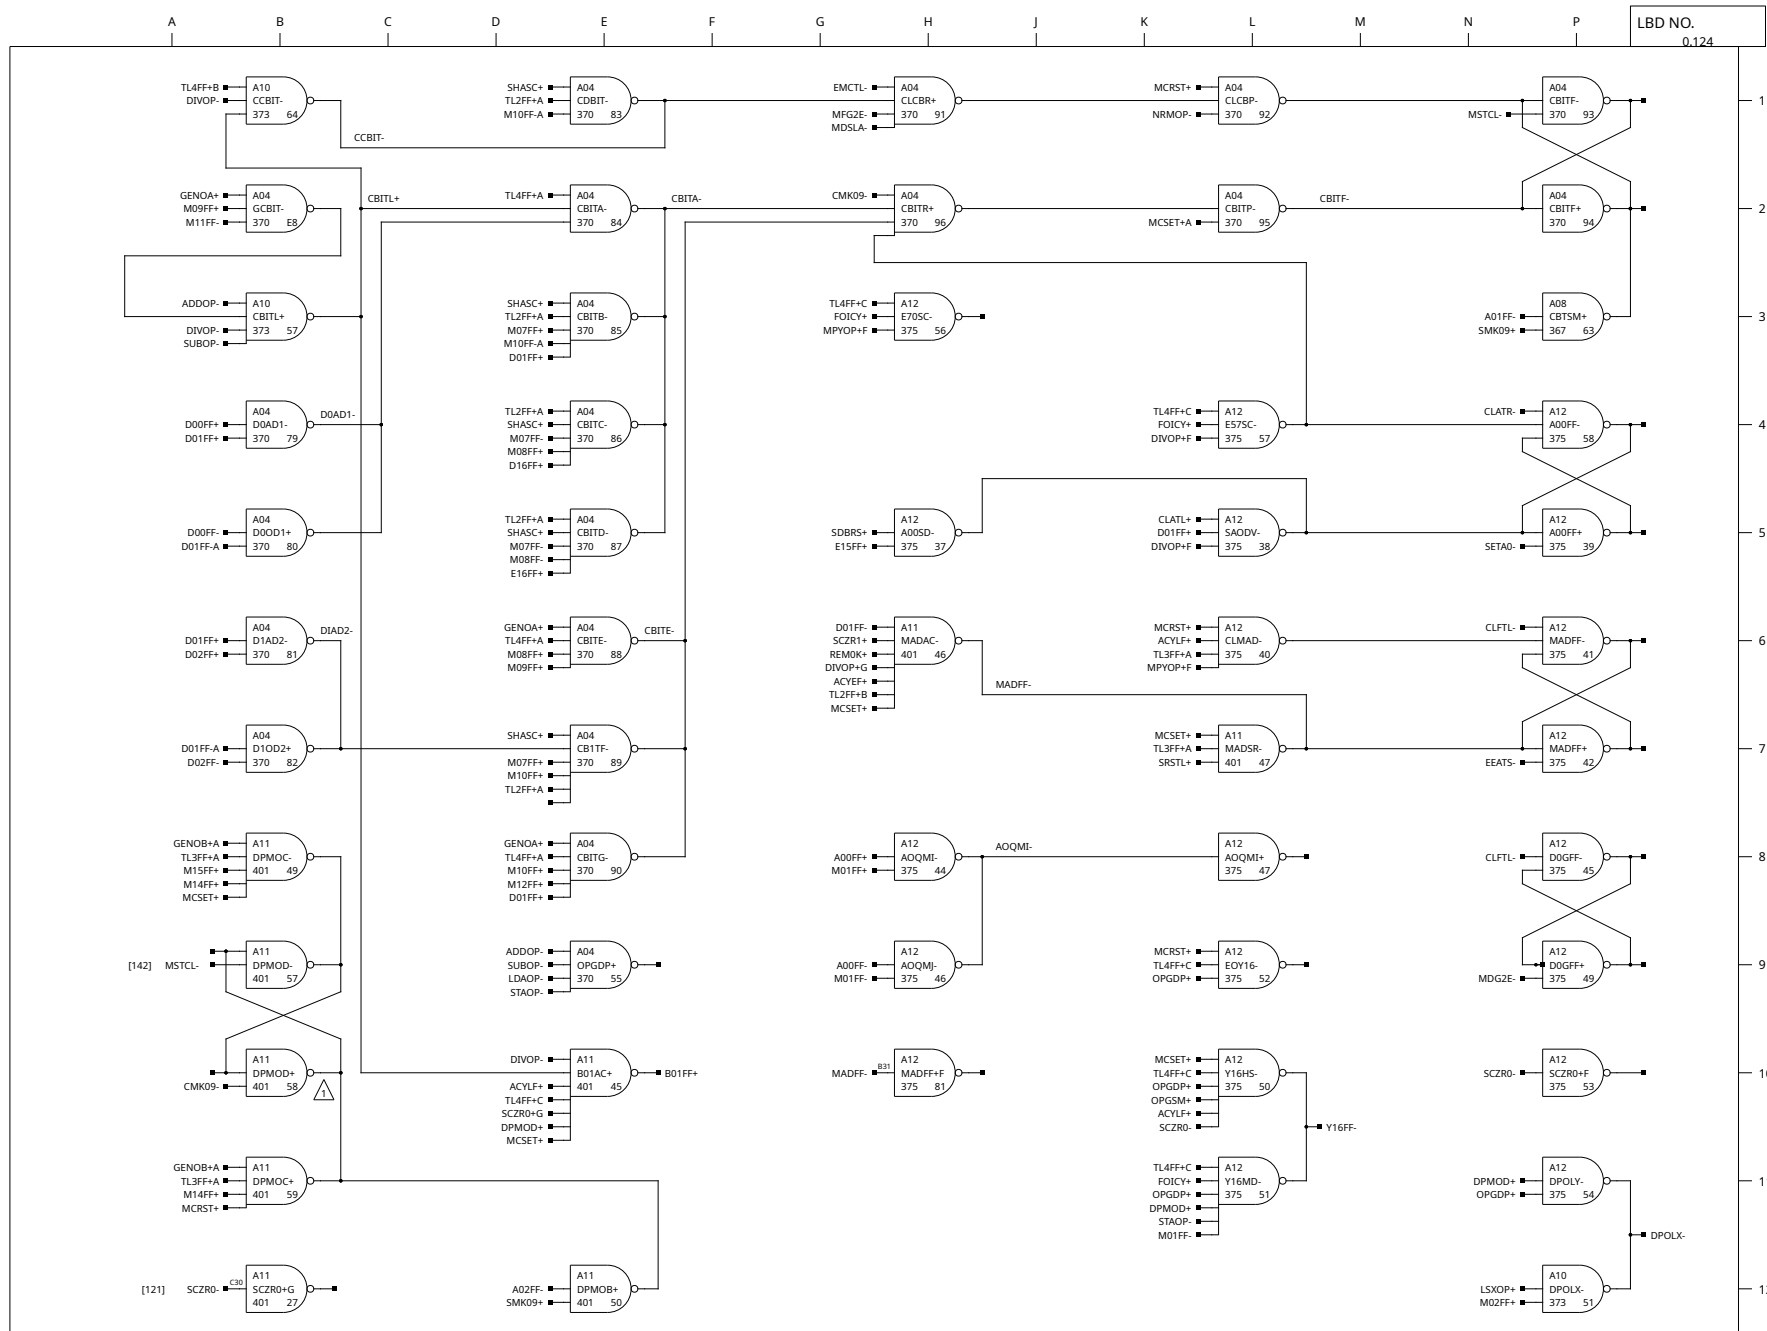 A B C D E F G H J K L M N P
LBD NO.
0.124
TL4FF+B
DIVOP-
A10
CCBIT-
373 64
CCBIT-
SHASC+
TL2FF+A
M10FF-A
A04
CDBIT-
370 83
EMCTL-
MFG2E-
MDSLA-
A04
CLCBR+
370 91
MCRST+
NRMOP-
A04
CLCBP-
370 92
MSTCL-
A04
CBITF-
370 93
1
GENOA+
M09FF+
M11FF-
A04
GCBIT-
370 E8
CBITL+
TL4FF+A
A04
CBITA-
370 84
CBITA-
CMK09-
A04
CBITR+
370 96
MCSET+A
A04
CBITP-
370 95
CBITF-
A04
CBITF+
370 94
2
ADDOP-
DIVOP-
SUBOP-
A10
CBITL+
373 57
SHASC+
TL2FF+A
M07FF+
M10FF-A
D01FF+
A04
CBITB-
370 85
TL4FF+C
FOICY+
MPYOP+F
A12
E70SC-
375 56
A01FF-
SMK09+
A08
CBTSM+
367 63
3
D00FF+
D01FF+
A04
D0AD1-
370 79
D0AD1-
TL2FF+A
SHASC+
M07FF-
M08FF+
D16FF+
A04
CBITC-
370 86
TL4FF+C
FOICY+
DIVOP+F
A12
E57SC-
375 57
CLATR-
A12
A00FF-
375 58
4
D00FF-
D01FF-A
A04
D0OD1+
370 80
TL2FF+A
SHASC+
M07FF-
M08FF-
E16FF+
A04
CBITD-
370 87
SDBRS+
E15FF+
A12
A00SD-
375 37
CLATL+
D01FF+
DIVOP+F
A12
SAODV-
375 38
SETA0-
A12
A00FF+
375 39
5
D01FF+
D02FF+
A04
D1AD2-
370 81
DIAD2-
GENOA+
TL4FF+A
M08FF+
M09FF+
A04
CBITE-
370 88
CBITE-
D01FF-
SCZR1+
REM0K+
DIVOP+G
ACYEF+
TL2FF+B
MCSET+
A11
MADAC-
401 46
MADFF-
MCRST+
ACYLF+
TL3FF+A
MPYOP+F
A12
CLMAD-
375 40
CLFTL-
A12
MADFF-
375 41
6
D01FF-A
D02FF-
A04
D1OD2+
370 82
SHASC+
M07FF+
M10FF+
TL2FF+A
A04
CB1TF-
370 89
MCSET+
TL3FF+A
SRSTL+
A11
MADSR-
401 47
EEATS-
A12
MADFF+
375 42
7
GENOB+A
TL3FF+A
M15FF+
M14FF+
MCSET+
A11
DPMOC-
401 49
GENOA+
TL4FF+A
M10FF+
M12FF+
D01FF+
A04
CBITG-
370 90
A00FF+
M01FF+
A12
AOQMI-
375 44
AOQMI-
A12
AOQMI+
375 47
CLFTL-
A12
D0GFF-
375 45
8
[142] MSTCL-
A11
DPMOD-
401 57
ADDOP-
SUBOP-
LDAOP-
STAOP-
A04
OPGDP+
370 55
A00FF-
M01FF-
A12
AOQMJ-
375 46
MCRST+
TL4FF+C
OPGDP+
A12
EOY16-
375 52
MDG2E-
A12
D0GFF+
375 49
9
CMK09-
A11
DPMOD+
401 58
1
DIVOP-
ACYLF+
TL4FF+C
SCZR0+G
DPMOD+
MCSET+
A11
B01AC+
401 45
B01FF+
MADFF-
B31
A12
MADFF+F
375 81
MCSET+
TL4FF+C
OPGDP+
OPGSM+
ACYLF+
SCZR0-
A12
Y16HS-
375 50
Y16FF-
SCZR0-
A12
SCZR0+F
375 53
10
GENOB+A
TL3FF+A
M14FF+
MCRST+
A11
DPMOC+
401 59
TL4FF+C
FOICY+
OPGDP+
DPMOD+
STAOP-
M01FF-
A12
Y16MD-
375 51
DPMOD+
OPGDP+
A12
DPOLY-
375 54
DPOLX-
[121] SCZR0-
C30
A11
SCZR0+G
401 27
A02FF-
SMK09+
A11
DPMOB+
401 50
LSXOP+
M02FF+
A10
DPOLX-
373 51